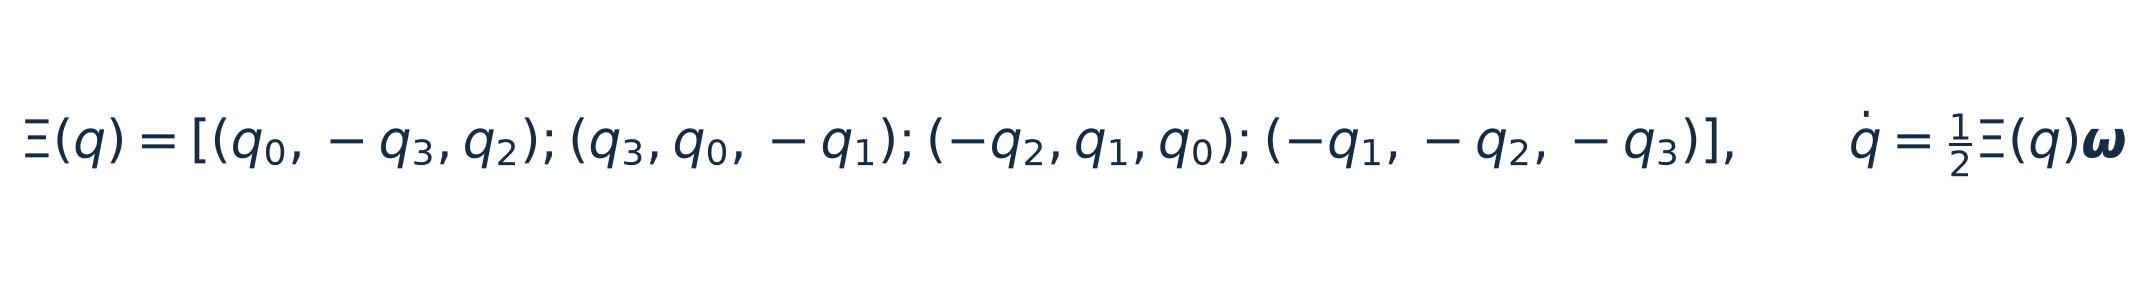 Ξ(q) = [(q₀, −q₃, q₂); (q₃, q₀, −q₁); (−q₂, q₁, q₀); (−q₁, −q₂, −q₃)], q̇ = ½Ξ(q)𝝎